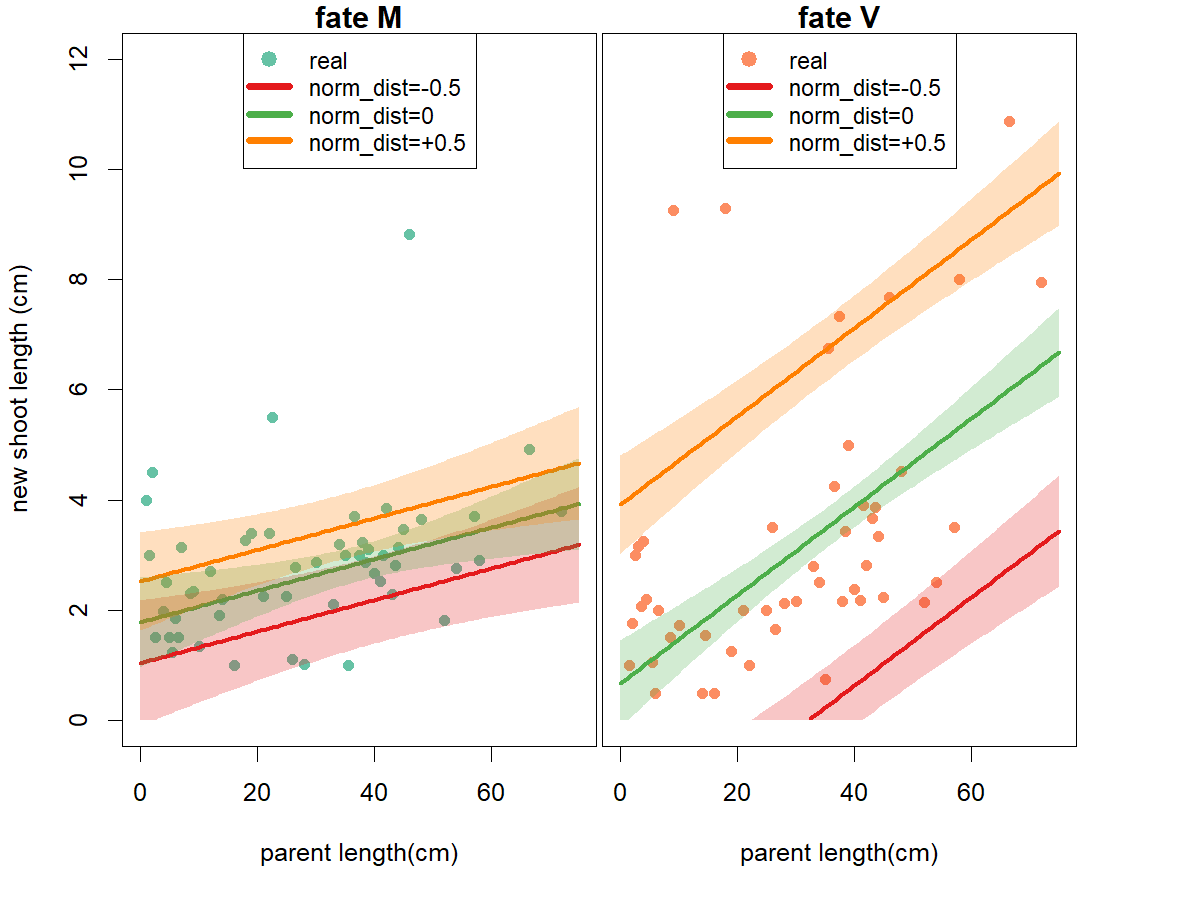 fate M
fate V
real
norm_dist=-0.5
norm_dist=0
norm_dist=+0.5
real
norm_dist=-0.5
norm_dist=0
norm_dist=+0.5
new shoot length (cm)
12
10
8
6
4
2
0
0 20 40 60
0 20 40 60
parent length(cm)
parent length(cm)